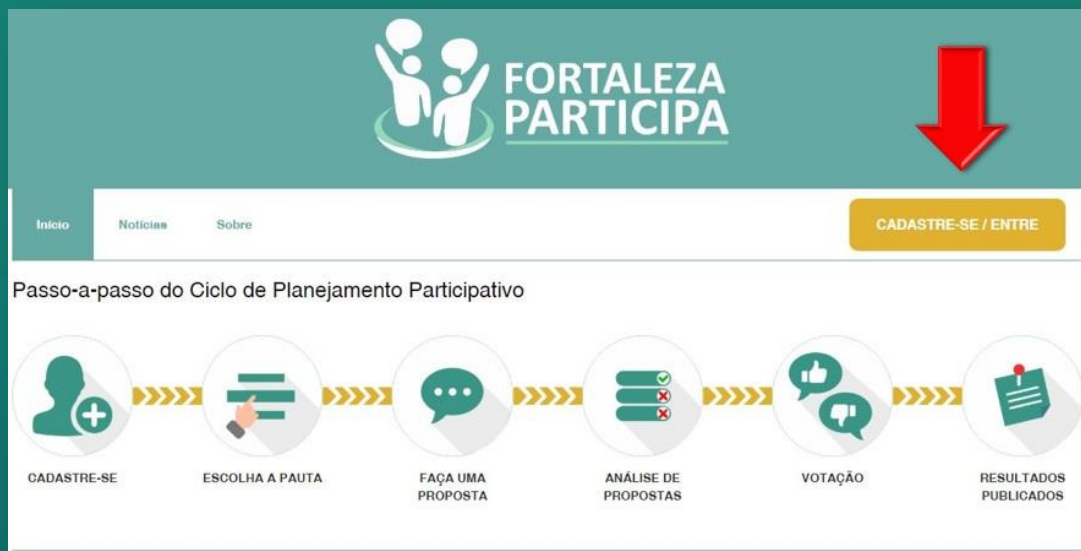 FORTALEZA
PARTICIPA
Início Notícias Sobre CADASTRE-SE / ENTRE
Passo-a-passo do Ciclo de Planejamento Participativo
CADASTRE-SE ESCOLHA A PAUTA FAÇA UMA ANÁLISE DE VOTAÇÃO RESULTADOS
PROPOSTA PROPOSTAS PUBLICADOS